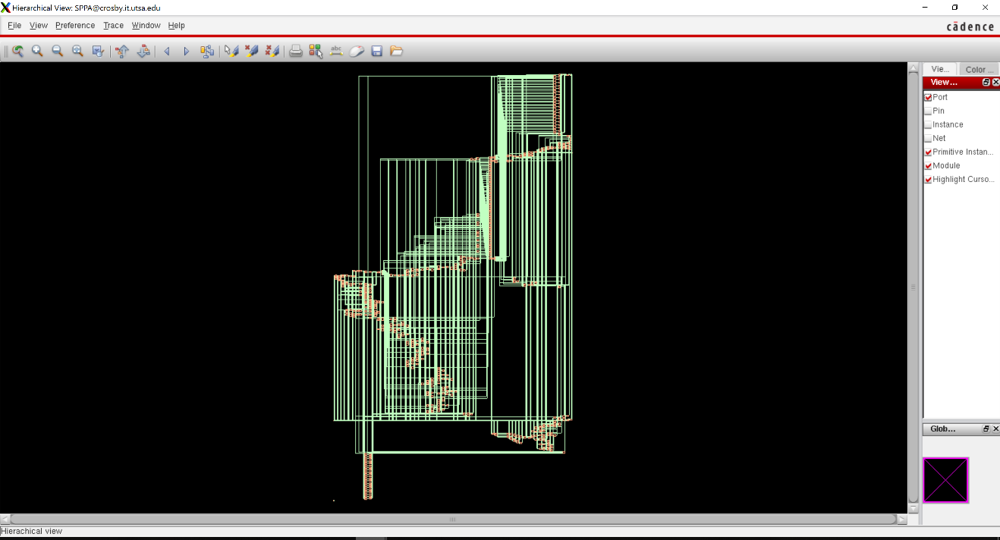 Hierarchical View: SPPA@crosby.it.utsa.edu
File View Preference Trace Window Help
cādence
abc
Vie... Color ...
View...
Port
Pin
Instance
Net
Primitive Instan...
Module
Highlight Curso...
Glob...
Hierachical view